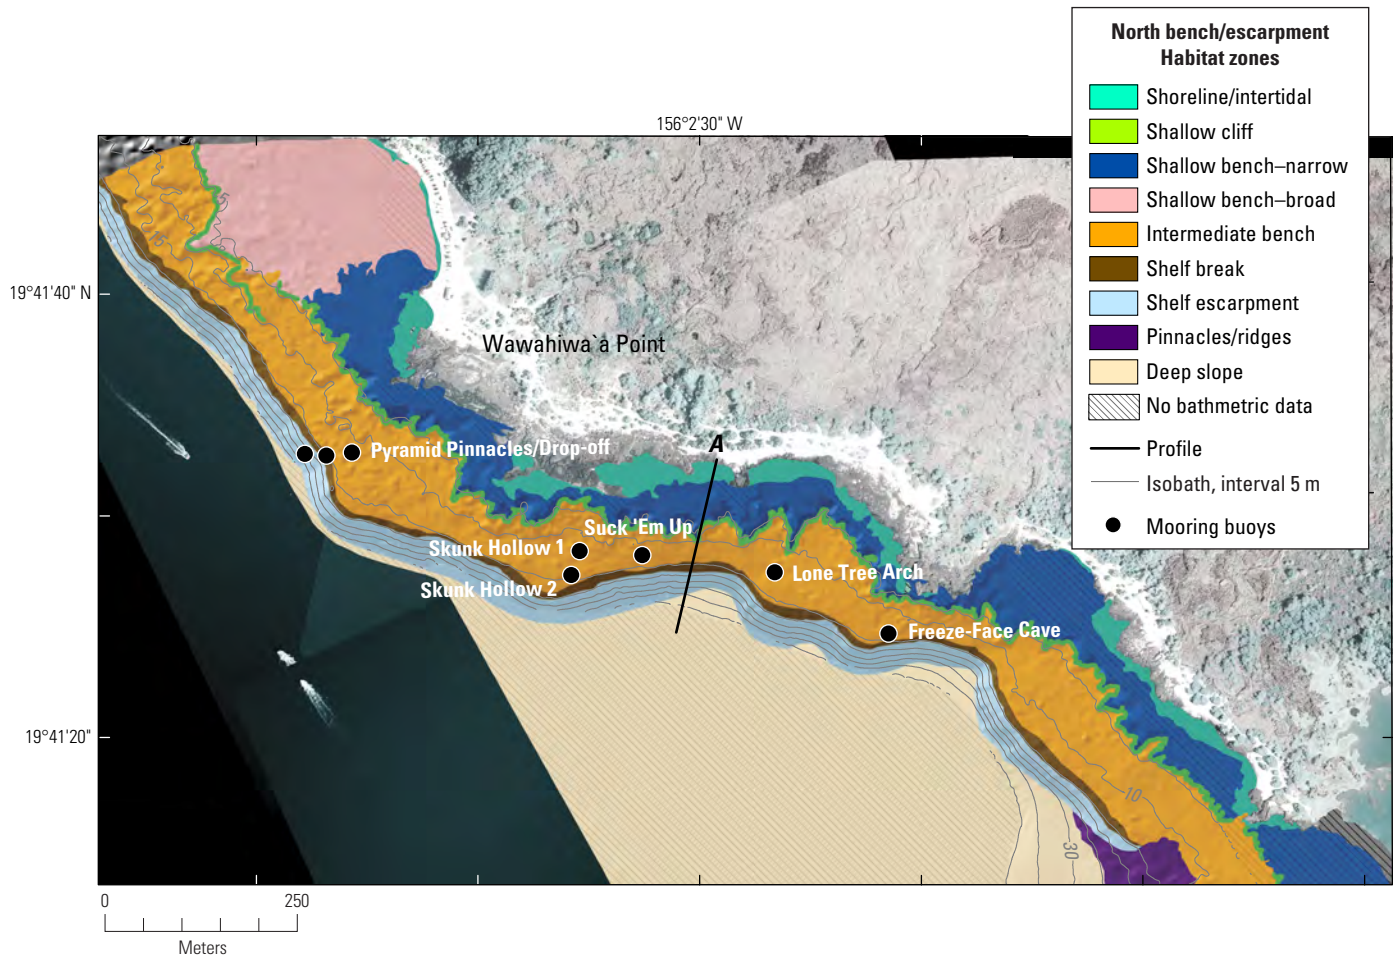 North bench/escarpment
Habitat zones
Shoreline/intertidal
Shallow cliff
Shallow bench–narrow
Shallow bench–broad
Intermediate bench
Shelf break
Shelf escarpment
Pinnacles/ridges
Deep slope
No bathmetric data
Profile
Isobath, interval 5 m
Mooring buoys
156°2'30" W
5
15
19°41'40" N
Wawahiwa`a Point
A
Pyramid Pinnacles/Drop-off
Suck 'Em Up
Skunk Hollow 1
Skunk Hollow 2
Lone Tree Arch
Freeze-Face Cave
19°41'20"
10
30
0 250
Meters